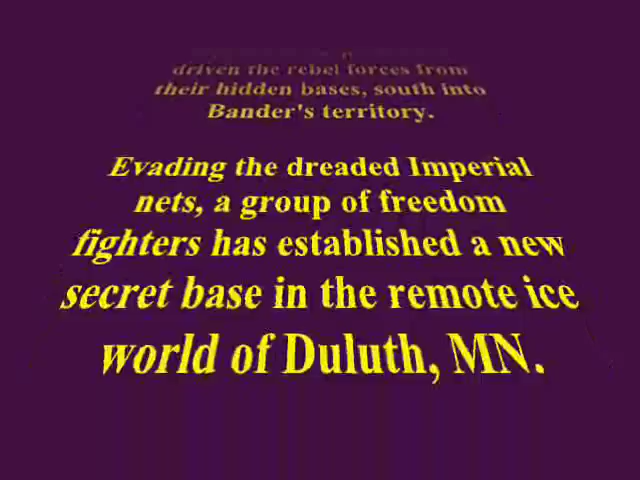 driven the rebel forces from
their hidden bases, south into
Bander's territory.
Evading the dreaded Imperial
nets, a group of freedom
fighters has established a new
secret base in the remote ice
world of Duluth, MN.